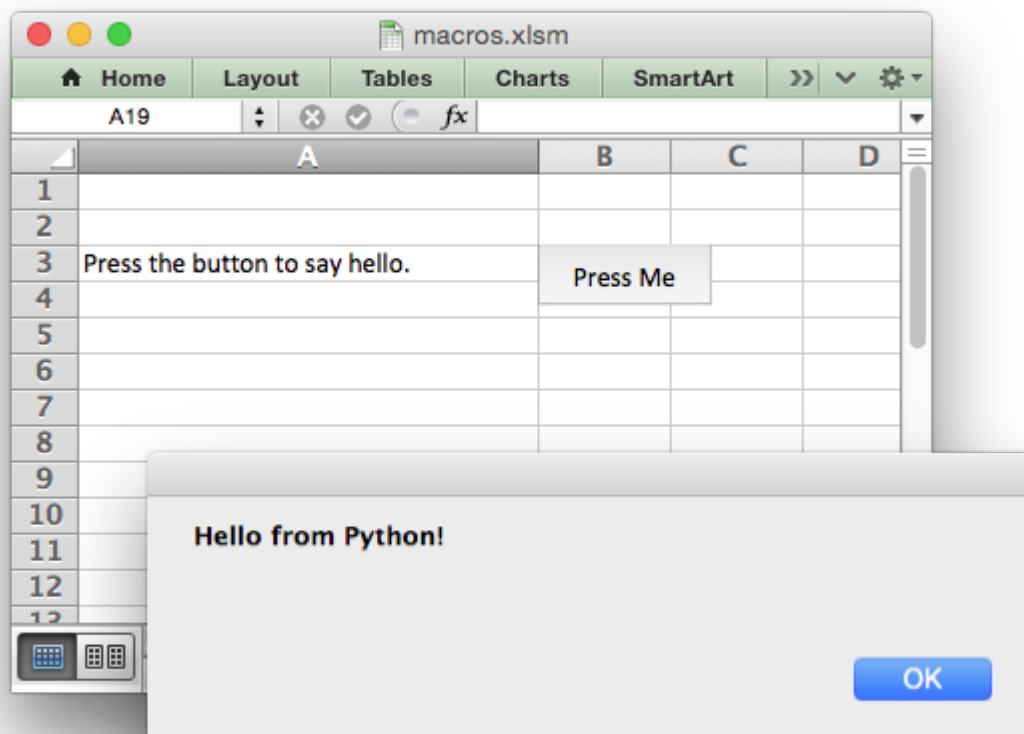 macros.xlsm
Home Layout Tables Charts SmartArt
A19 fx
A B C D
1
2
3 Press the button to say hello. Press Me
4
5
6
7
8
9
10
11
12
13
Hello from Python!
OK